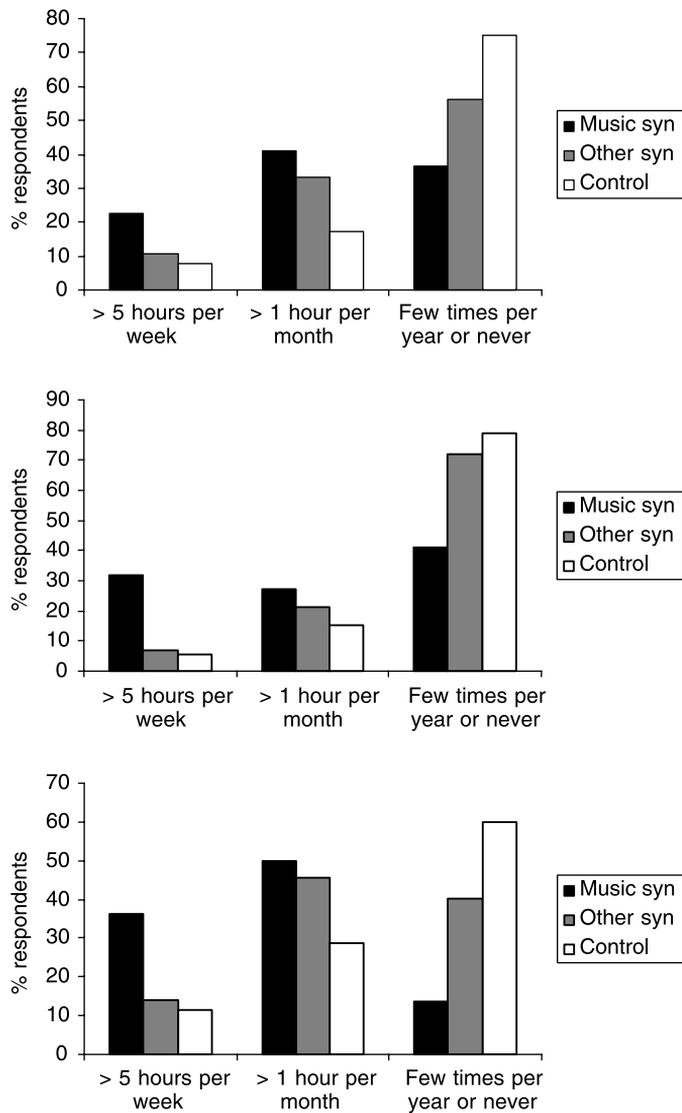 80
70
60
50
40
30
20
10
0
% respondents
> 5 hours per
week
> 1 hour per
month
Few times per
year or never
Music syn
Other syn
Control
90
80
70
60
50
40
30
20
10
0
% respondents
> 5 hours per
week
> 1 hour per
month
Few times per
year or never
Music syn
Other syn
Control
70
60
50
40
30
20
10
0
% respondents
> 5 hours per
week
> 1 hour per
month
Few times per
year or never
Music syn
Other syn
Control